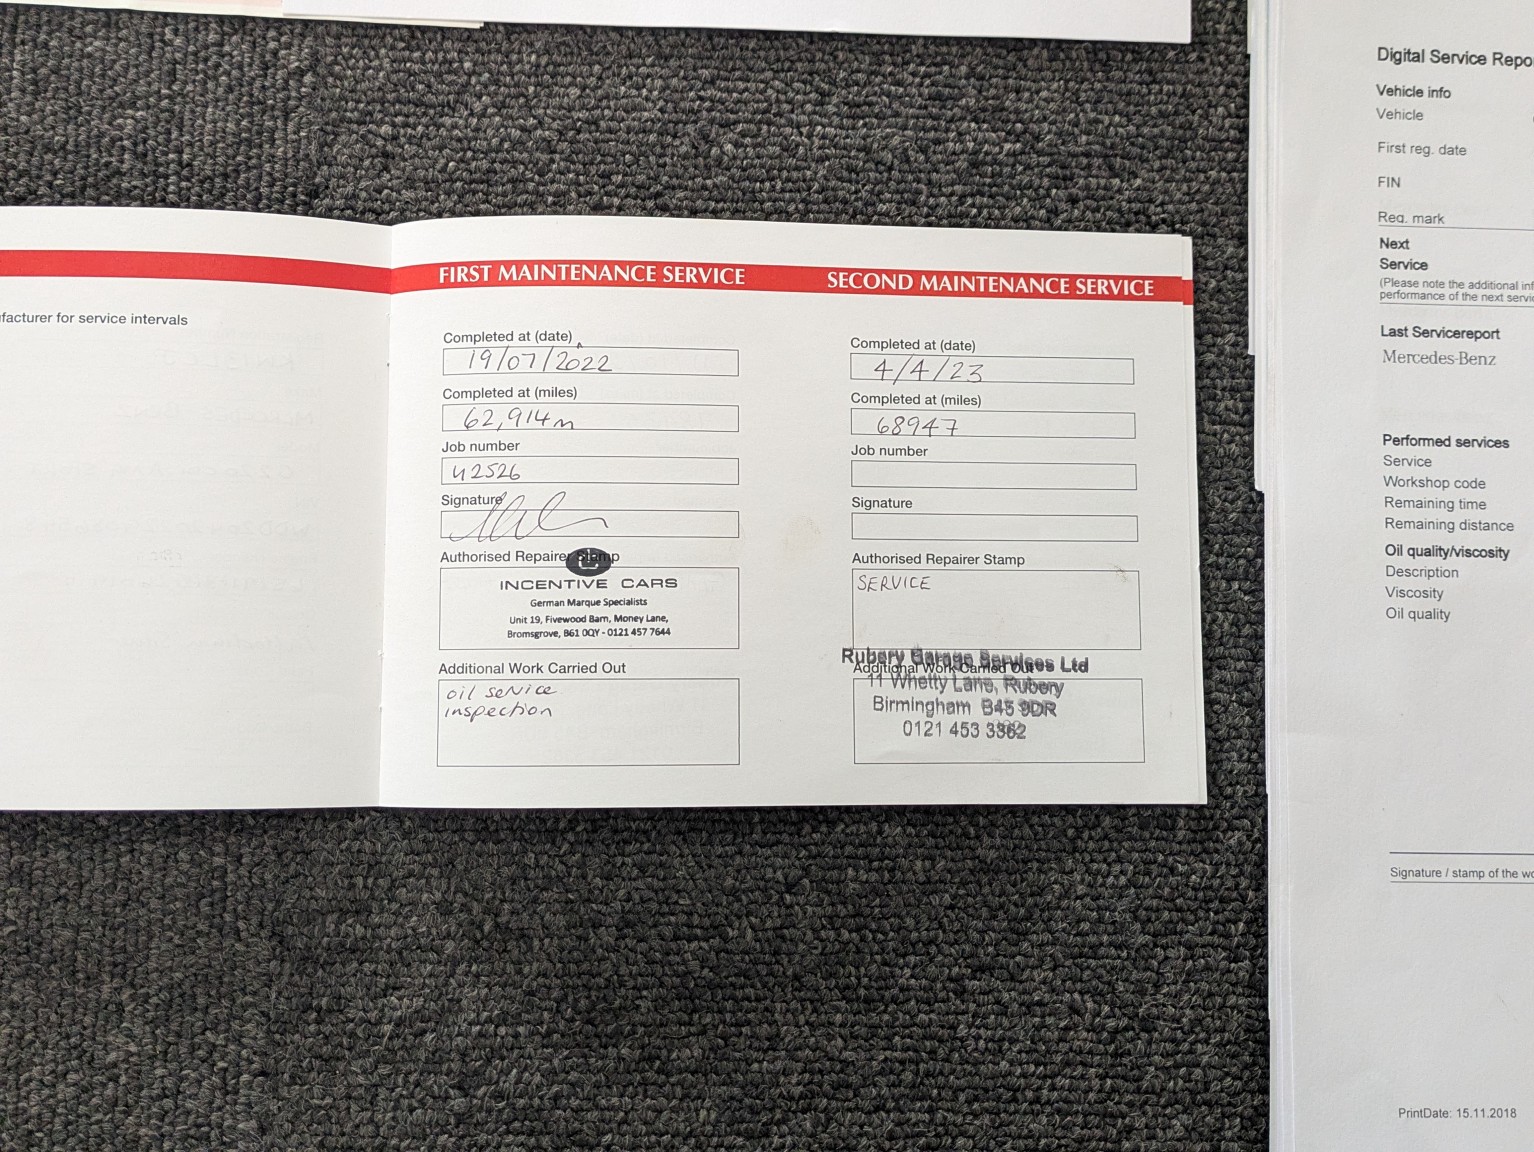 facturer for service intervals
FIRST MAINTENANCE SERVICE
Completed at (date)
19/07/2022
Completed at (miles)
62,914m
Job number
42526
Signature
Authorised Repairer Stamp
INCENTIVE CARS
German Marque Specialists
Unit 19, Fivewood Barn, Money Lane,
Bromsgrove, B61 0QY - 0121 457 7644
Additional Work Carried Out
oil service
inspection
SECOND MAINTENANCE SERVICE
Completed at (date)
4/4/23
Completed at (miles)
68947
Job number
Signature
Authorised Repairer Stamp
SERVICE
Rubery Garage Services Ltd
Additional Work Carried Out
11 Whetty Lane, Rubery
Birmingham B45 9DR
0121 453 3362
Digital Service Repo
Vehicle info
Vehicle
First reg. date
FIN
Reg. mark
Next
Service
(Please note the additional inf
performance of the next servi
Last Servicereport
Mercedes-Benz
Performed services
Service
Workshop code
Remaining time
Remaining distance
Oil quality/viscosity
Description
Viscosity
Oil quality
Signature / stamp of the wo
PrintDate: 15.11.2018